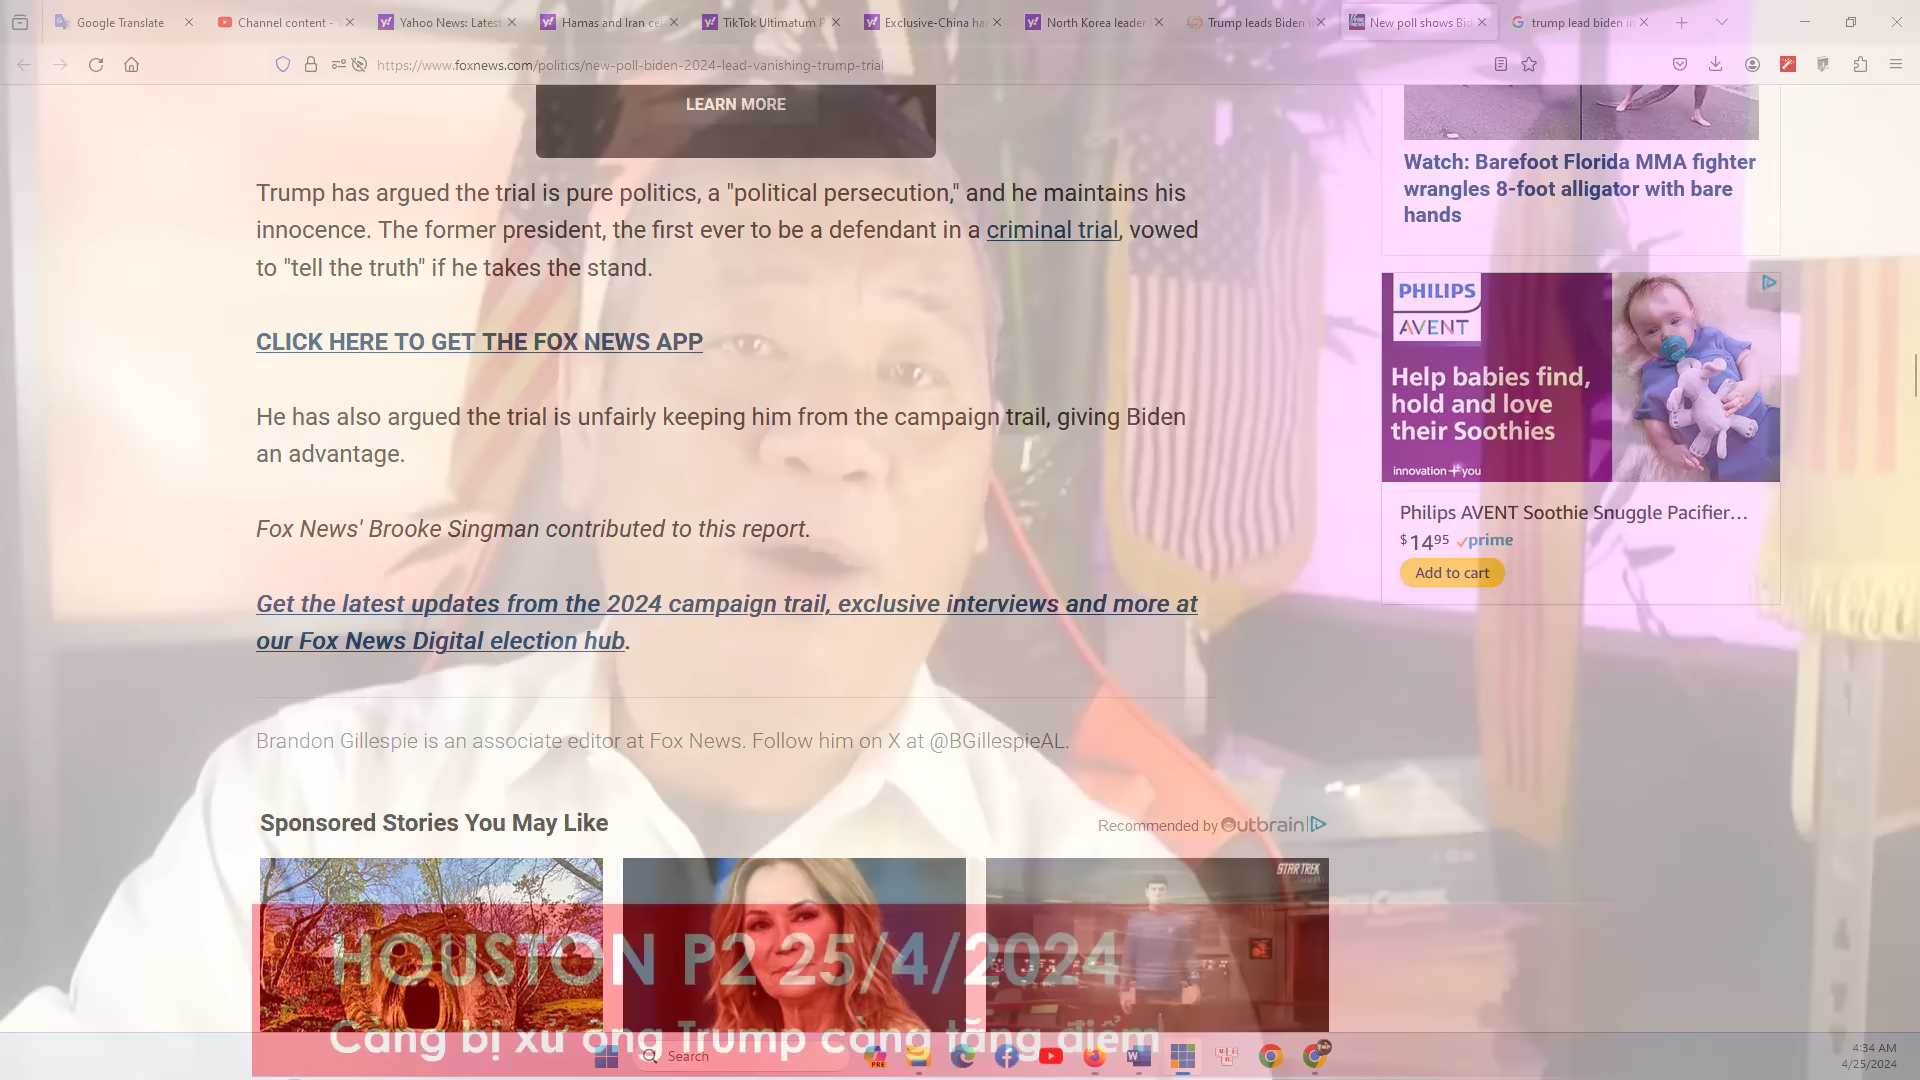 Google Translate
Channel content - Y
Yahoo News: Latest
Hamas and Iran cele
TikTok Ultimatum P
Exclusive-China har
North Korea leader
Trump leads Biden i
New poll shows Bid
trump lead biden in
https://www.foxnews.com/politics/new-poll-biden-2024-lead-vanishing-trump-trial
LEARN MORE
Trump has argued the trial is pure politics, a "political persecution," and he maintains his
innocence. The former president, the first ever to be a defendant in a criminal trial, vowed
to "tell the truth" if he takes the stand.
CLICK HERE TO GET THE FOX NEWS APP
He has also argued the trial is unfairly keeping him from the campaign trail, giving Biden
an advantage.
Fox News' Brooke Singman contributed to this report.
Get the latest updates from the 2024 campaign trail, exclusive interviews and more at
our Fox News Digital election hub.
Brandon Gillespie is an associate editor at Fox News. Follow him on X at @BGillespieAL.
Sponsored Stories You May Like
Recommended by Outbrain
STAR TREK
Watch: Barefoot Florida MMA fighter
wrangles 8-foot alligator with bare
hands
PHILIPS
AVENT
Help babies find,
hold and love
their Soothies
innovation + you
Philips AVENT Soothie Snuggle Pacifier...
$14.95 prime
Add to cart
HOUSTON P2 25/4/2024
Càng bị xử ông Trump càng tăng điểm
Search
PRE
4:34 AM
4/25/2024